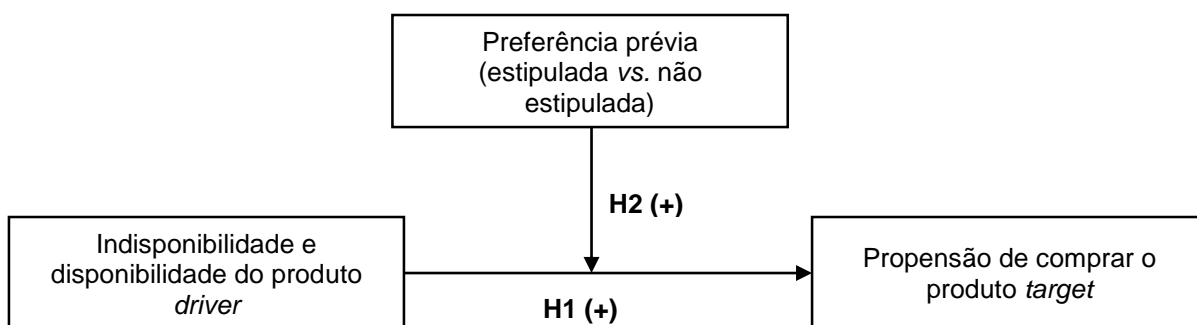 Preferência prévia
(estipulada vs. não
estipulada)
H2 (+)
Indisponibilidade e
disponibilidade do produto
driver
H1 (+)
Propensão de comprar o
produto target